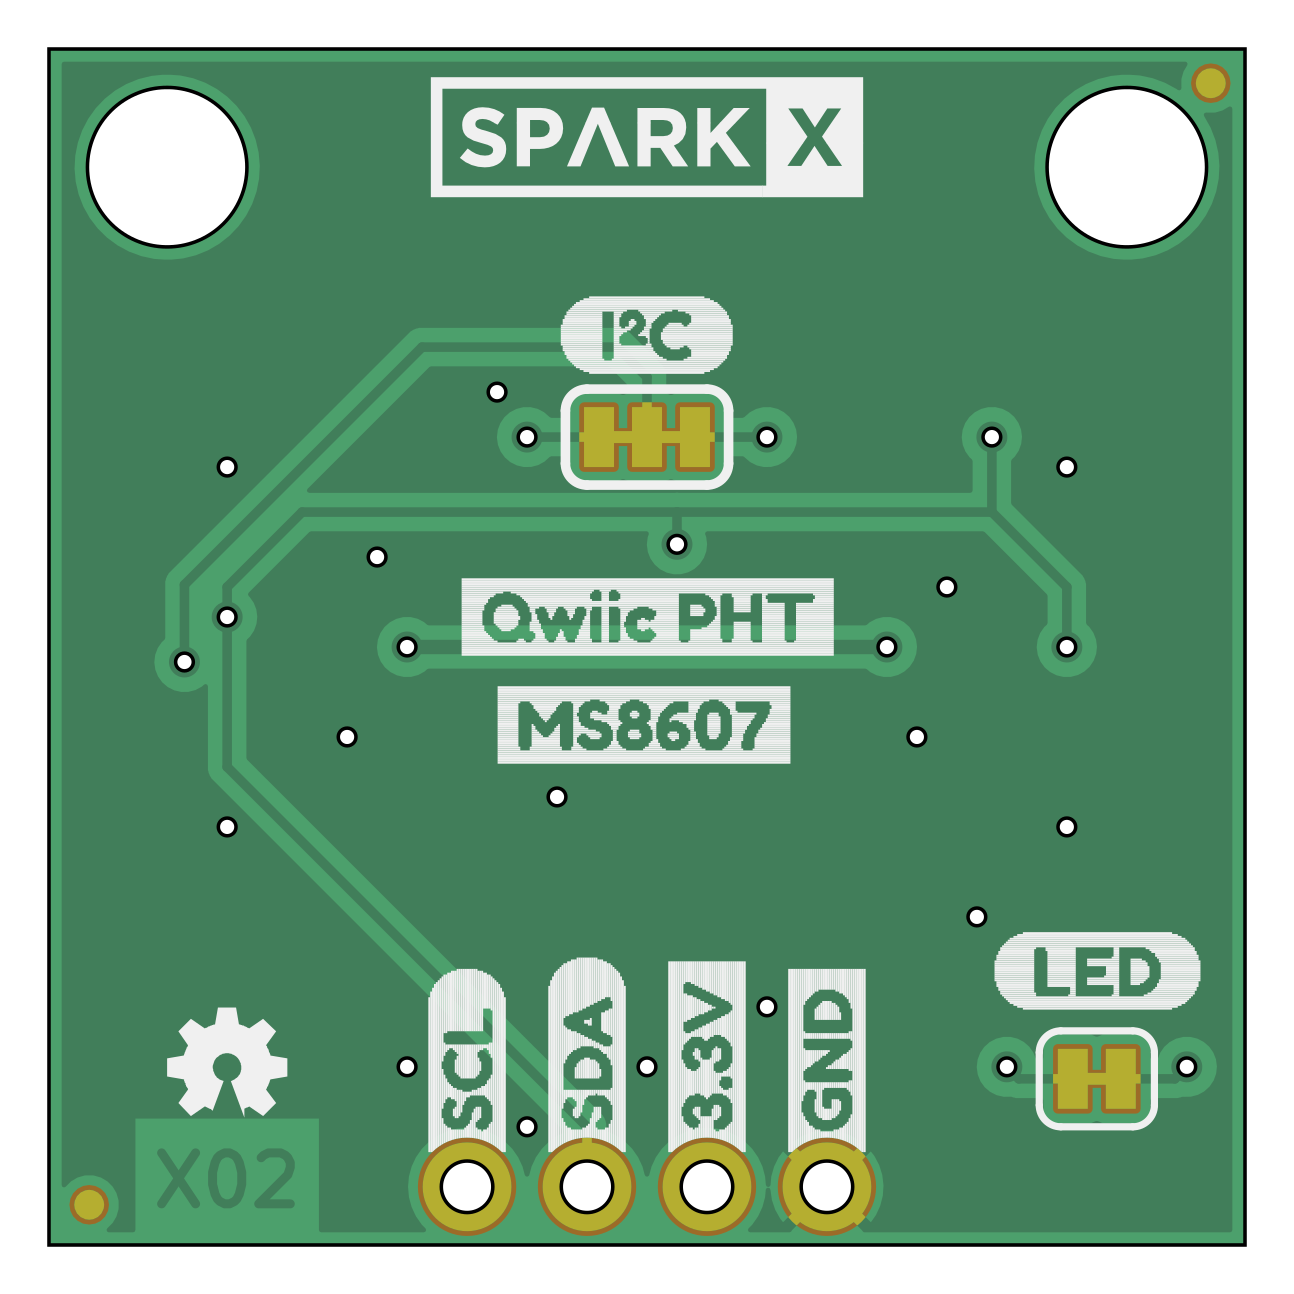 SPARK X
I²C
Qwiic PHT
MS8607
LED
SCL
SDA
3.3V
GND
X02